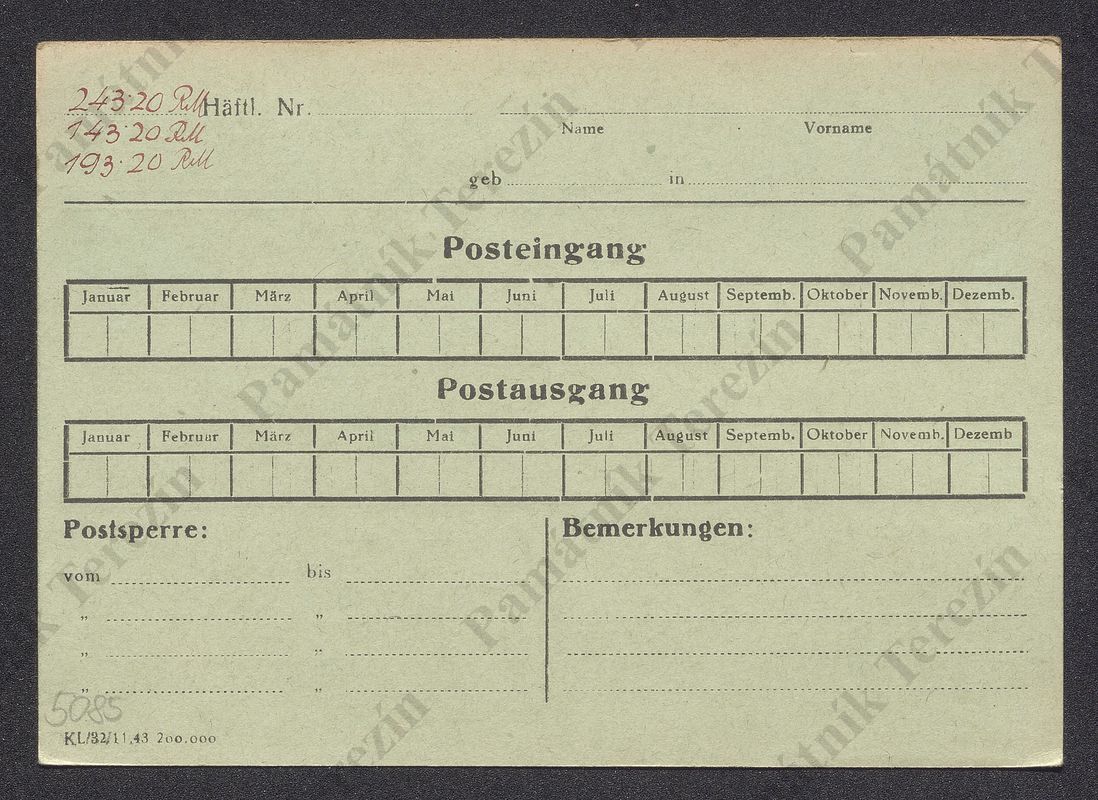 243·20 RM Häftl. Nr.
143·20 RM
193·20 RM
Name Vorname
geb in
Posteingang
Januar Februar März April Mai Juni Juli August Septemb. Oktober Novemb. Dezemb.
Postausgang
Januar Februar März April Mai Juni Juli August Septemb. Oktober Novemb. Dezemb
Postsperre: Bemerkungen:
vom bis
„ „
„ „
„ „
5085
KL/32/11.43 200.000
Památník Terezín